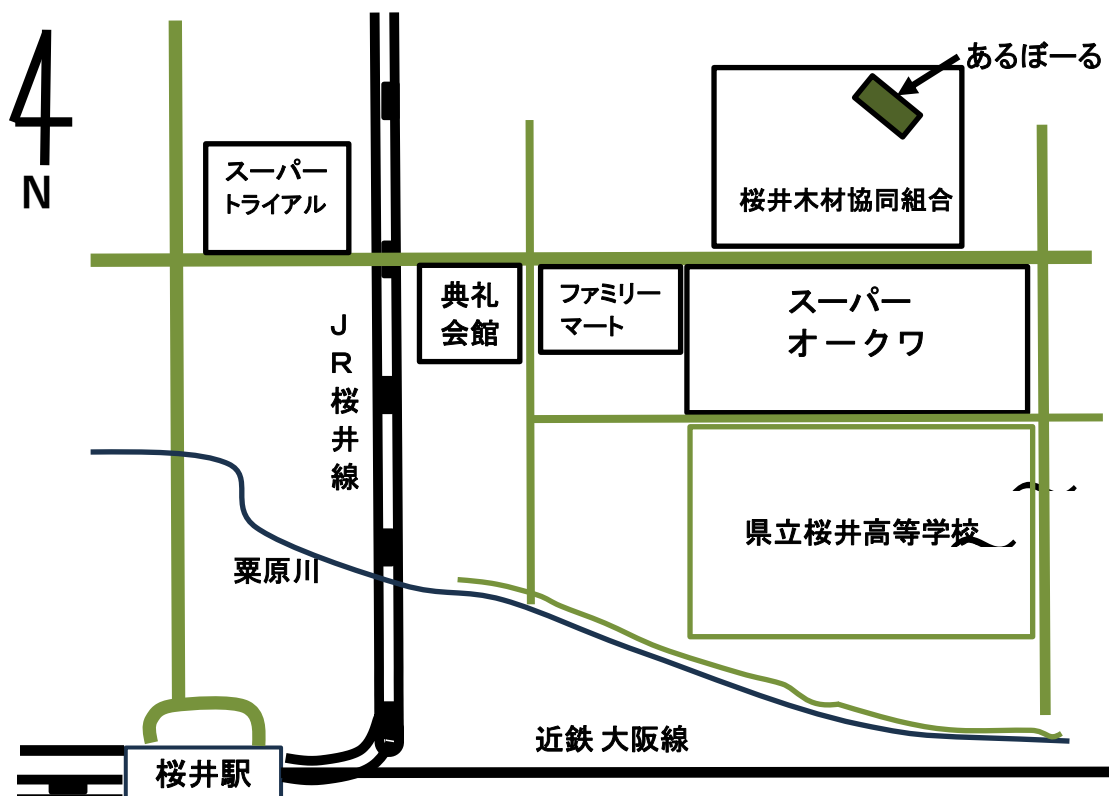 あるぼーる
N
スーパー
トライアル
桜井木材協同組合
典礼
会館
ファミリー
マート
スーパー
オークワ
ＪＲ桜井線
県立桜井高等学校
粟原川
近鉄 大阪線
桜井駅